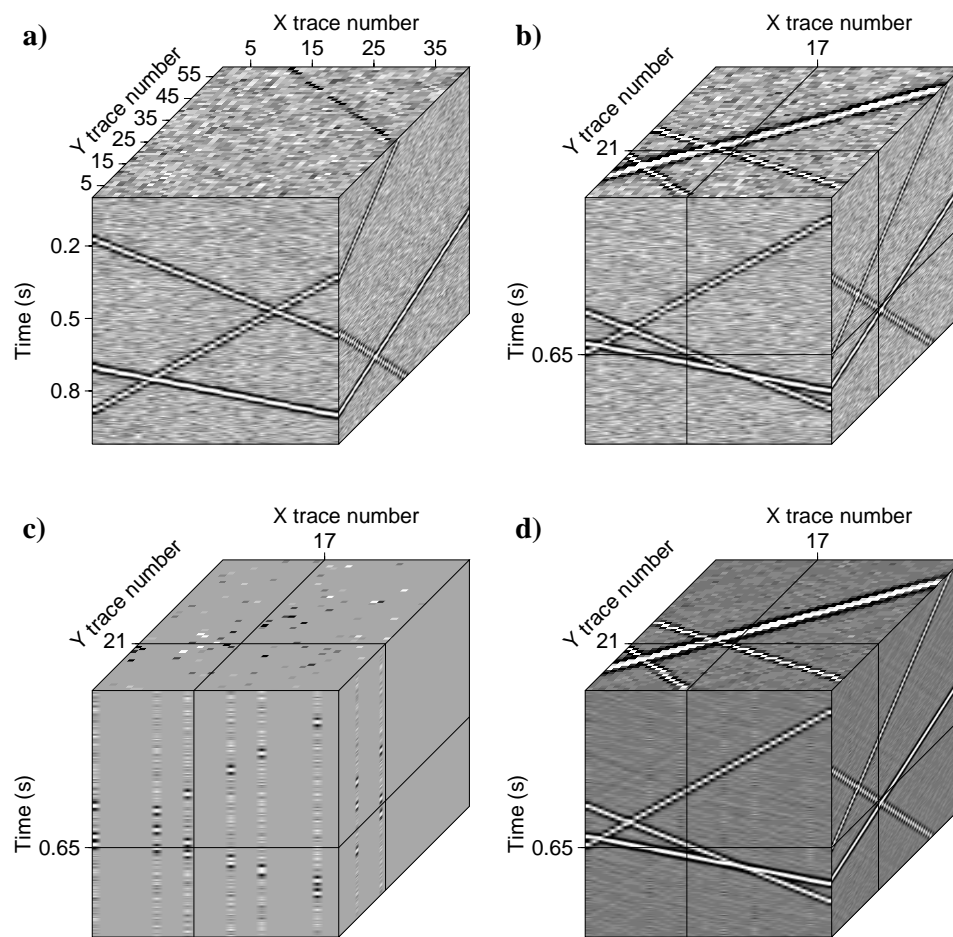 a)
X trace number
5 15 25 35
Y trace number
55
45
35
25
15
5
Time (s)
0.2
0.5
0.8
b)
X trace number
17
Y trace number
21
Time (s)
0.65
c)
X trace number
17
Y trace number
21
Time (s)
0.65
d)
X trace number
17
Y trace number
21
Time (s)
0.65